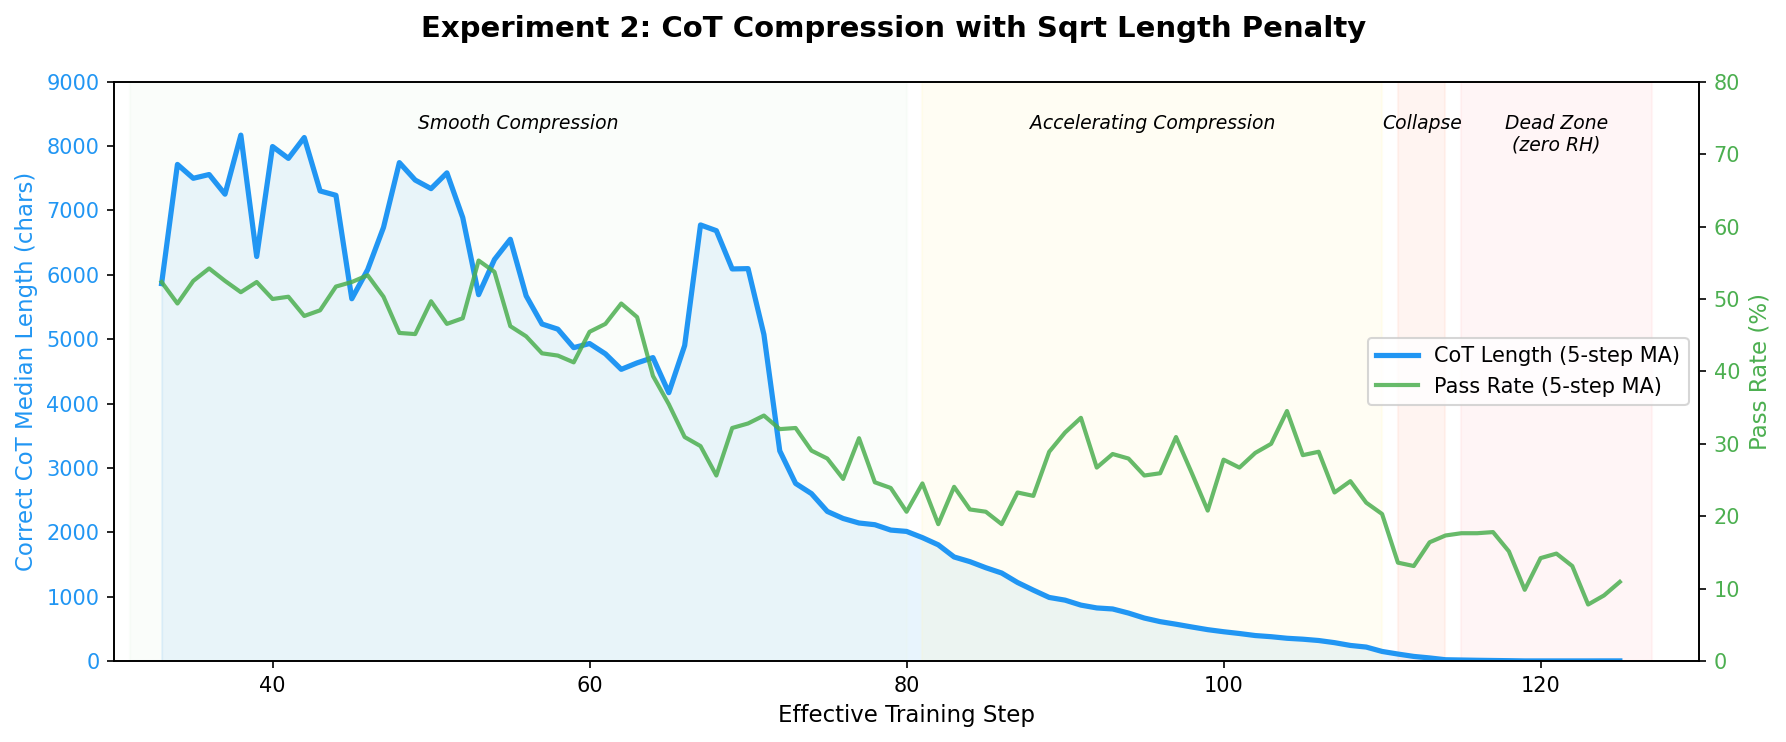 Experiment 2: CoT Compression with Sqrt Length Penalty
9000
8000
7000
6000
5000
4000
3000
2000
1000
0
Correct CoT Median Length (chars)
Smooth Compression
Accelerating Compression
Collapse
Dead Zone
(zero RH)
CoT Length (5-step MA)
Pass Rate (5-step MA)
80
70
60
50
40
30
20
10
0
Pass Rate (%)
40
60
80
100
120
Effective Training Step